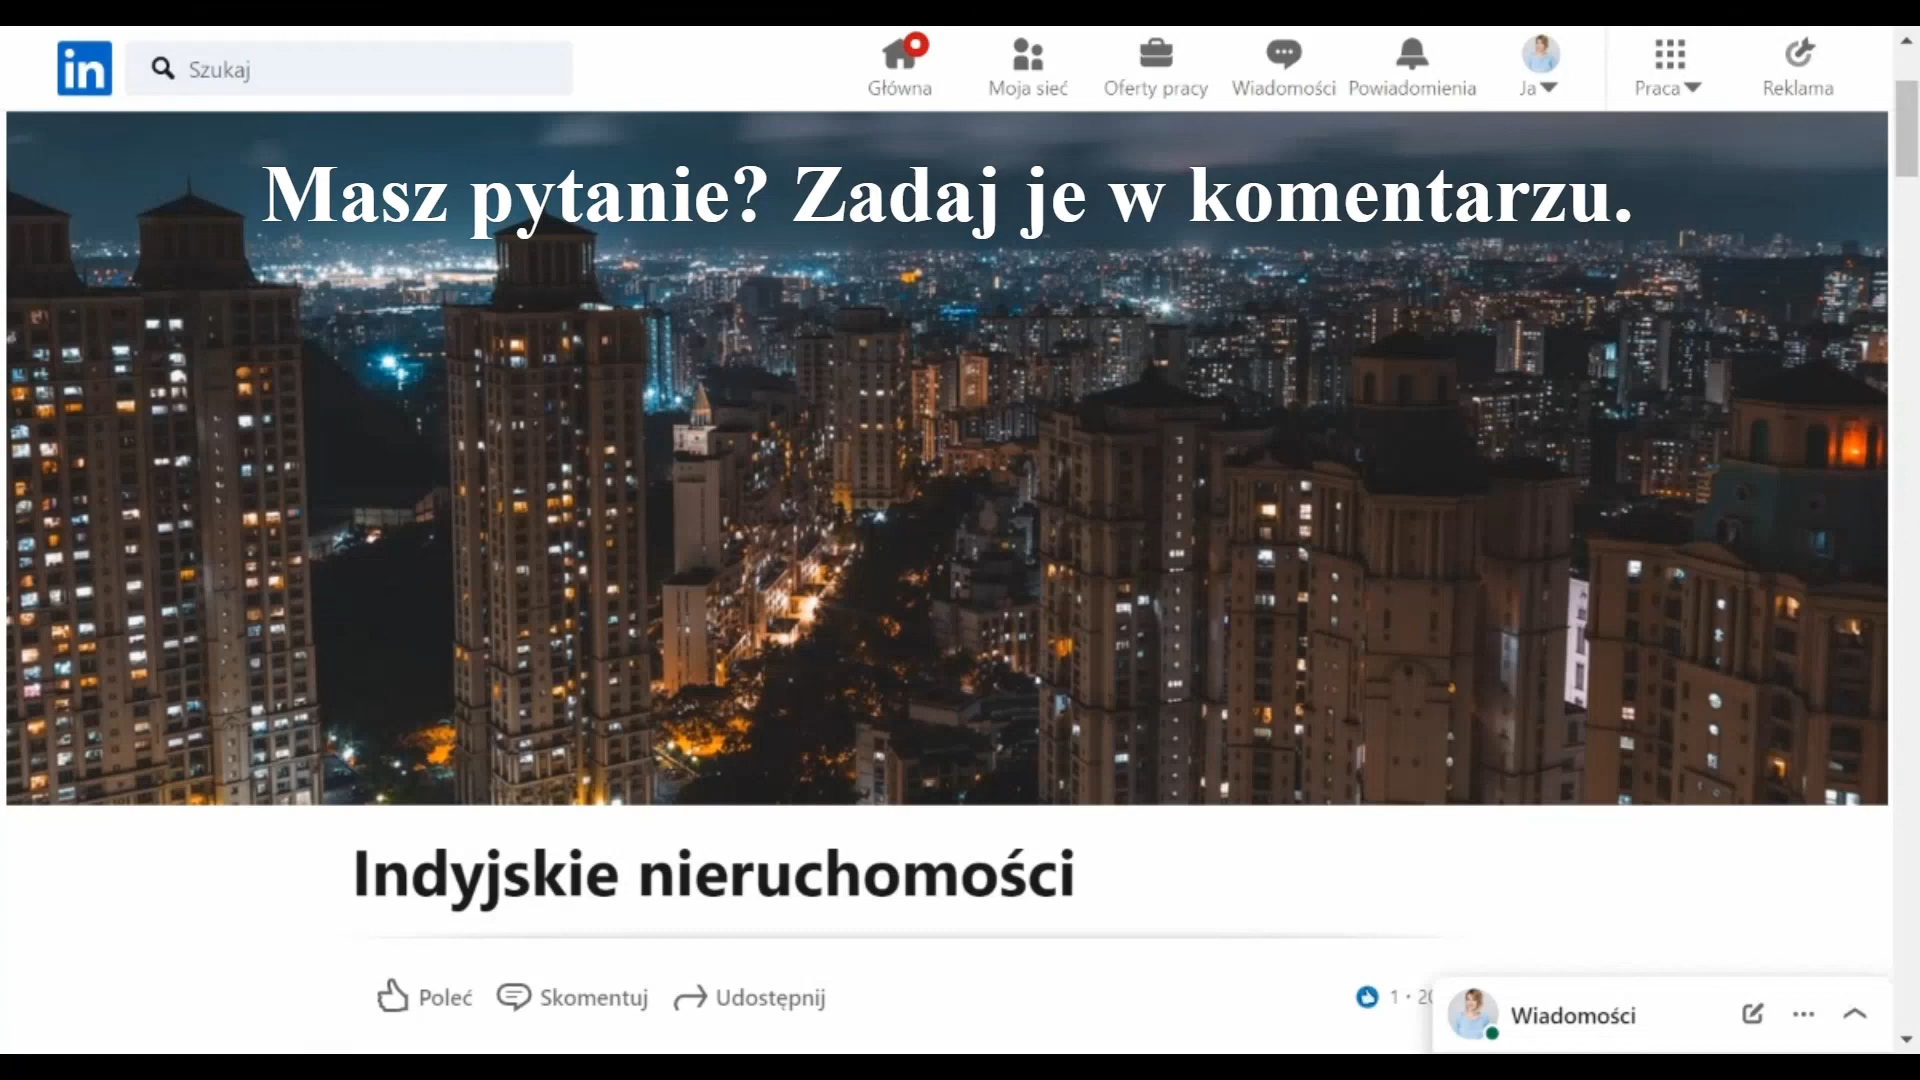 in
Szukaj
Główna
Moja sieć
Oferty pracy
Wiadomości
Powiadomienia
Ja
Praca
Reklama
Masz pytanie? Zadaj je w komentarzu.
Indyjskie nieruchomości
Poleć
Skomentuj
Udostępnij
1 • 20
Wiadomości